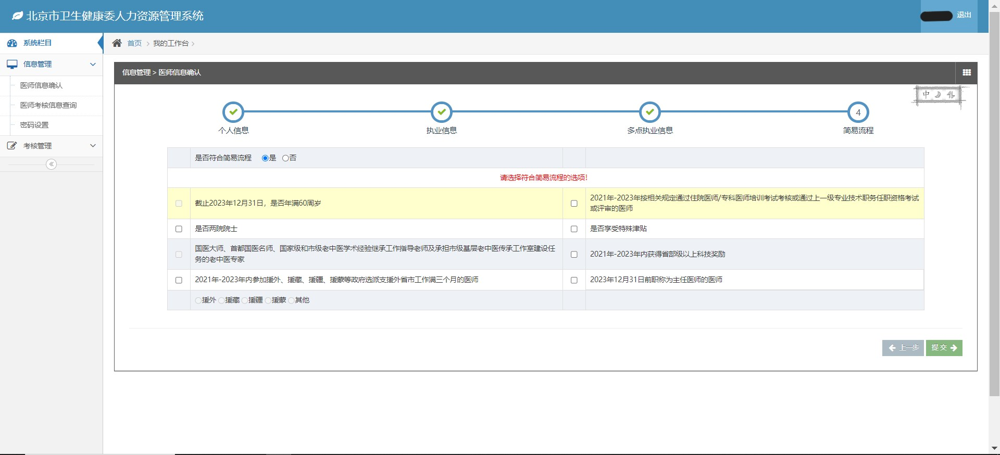 北京市卫生健康委人力资源管理系统
退出
系统栏目
首页
我的工作台
信息管理
医师信息确认
医师考核信息查询
密码设置
考核管理
信息管理 > 医师信息确认
中
4
个人信息
执业信息
多点执业信息
简易流程
是否符合简易流程 是 否
请选择符合简易流程的选项!
截止2023年12月31日，是否年满60周岁
2021年-2023年按相关规定通过住院医师/专科医师培训考试考核或通过上一级专业技术职务任职资格考试
或评审的医师
是否两院院士
是否享受特殊津贴
国医大师、首都国医名师、国家级和市级老中医学术经验继承工作指导老师及承担市级基层老中医传承工作室建设任
务的老中医专家
2021年-2023年内获得省部级以上科技奖励
2021年-2023年内参加援外、援藏、援疆、援蒙等政府选派支援外省市工作满三个月的医师
2023年12月31日前职称为主任医师的医师
援外 援藏 援疆 援蒙 其他
上一步
提交